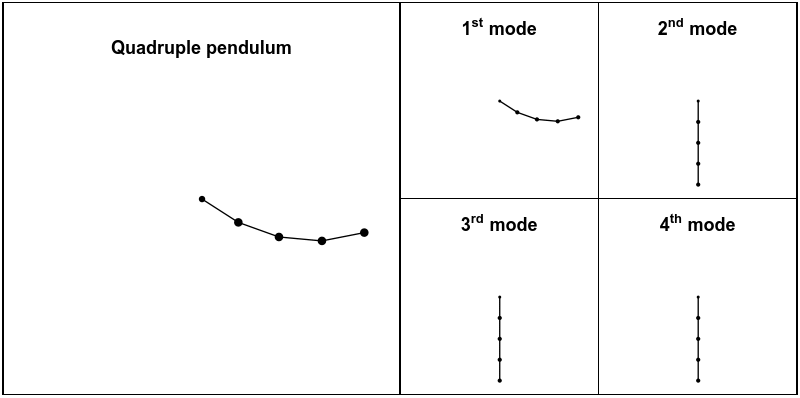 Quadruple pendulum
1st mode
2nd mode
3rd mode
4th mode